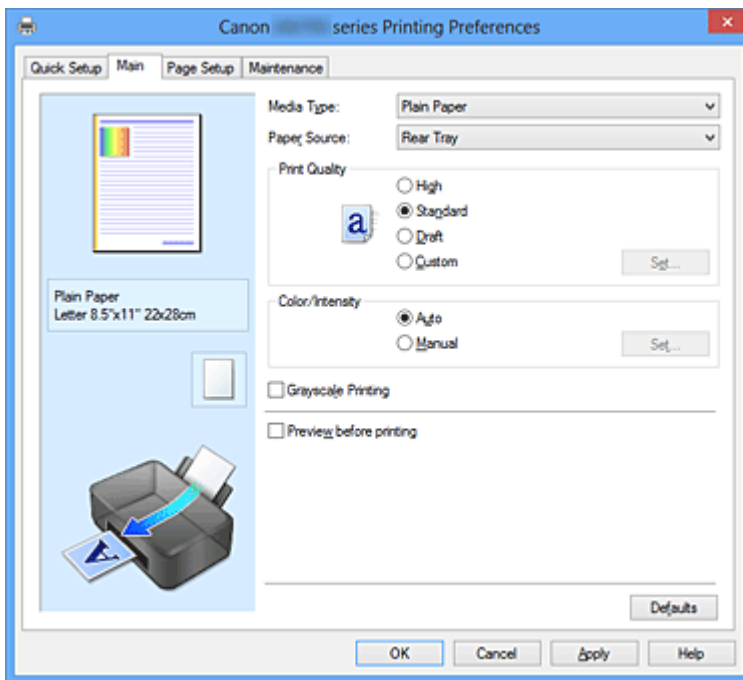 Canon series Printing Preferences
Quick Setup Main Page Setup Maintenance
Media Type: Plain Paper
Paper Source: Rear Tray
Print Quality
High
a Standard
Draft
Custom Set...
Plain Paper
Letter 8.5"x11" 22x28cm
Color/Intensity
Auto
Manual Set...
Grayscale Printing
Preview before printing
A
Defaults
OK Cancel Apply Help